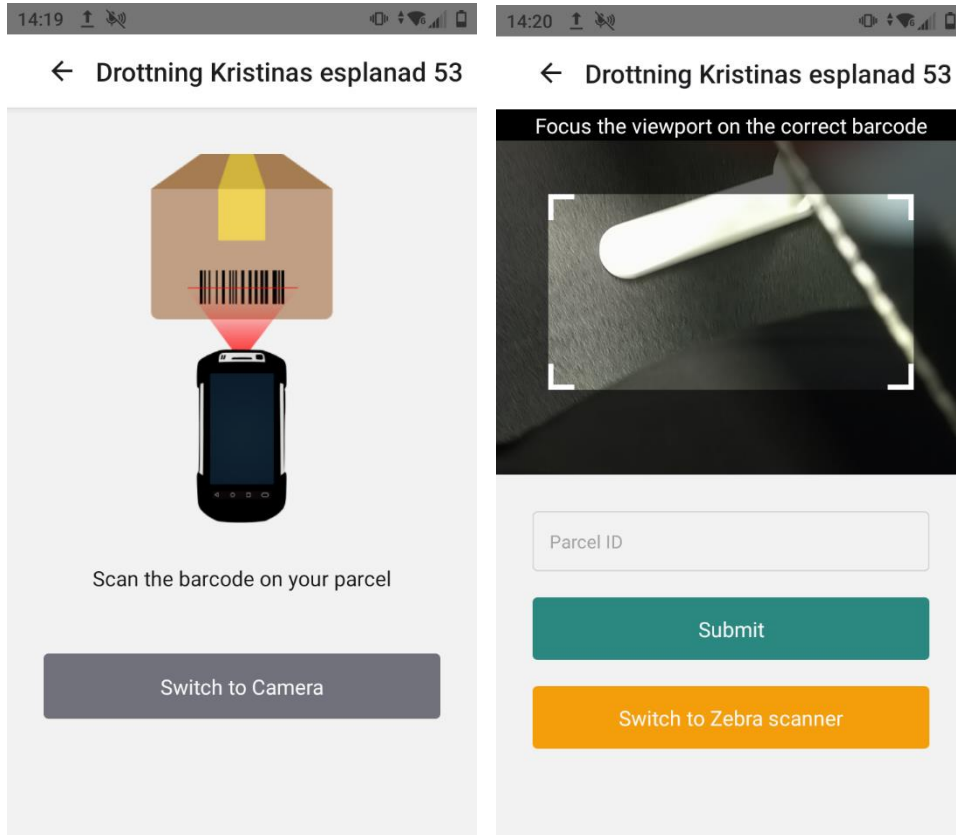 14:19
Drottning Kristinas esplanad 53
Scan the barcode on your parcel
Switch to Camera
14:20
Drottning Kristinas esplanad 53
Focus the viewport on the correct barcode
Parcel ID
Submit
Switch to Zebra scanner